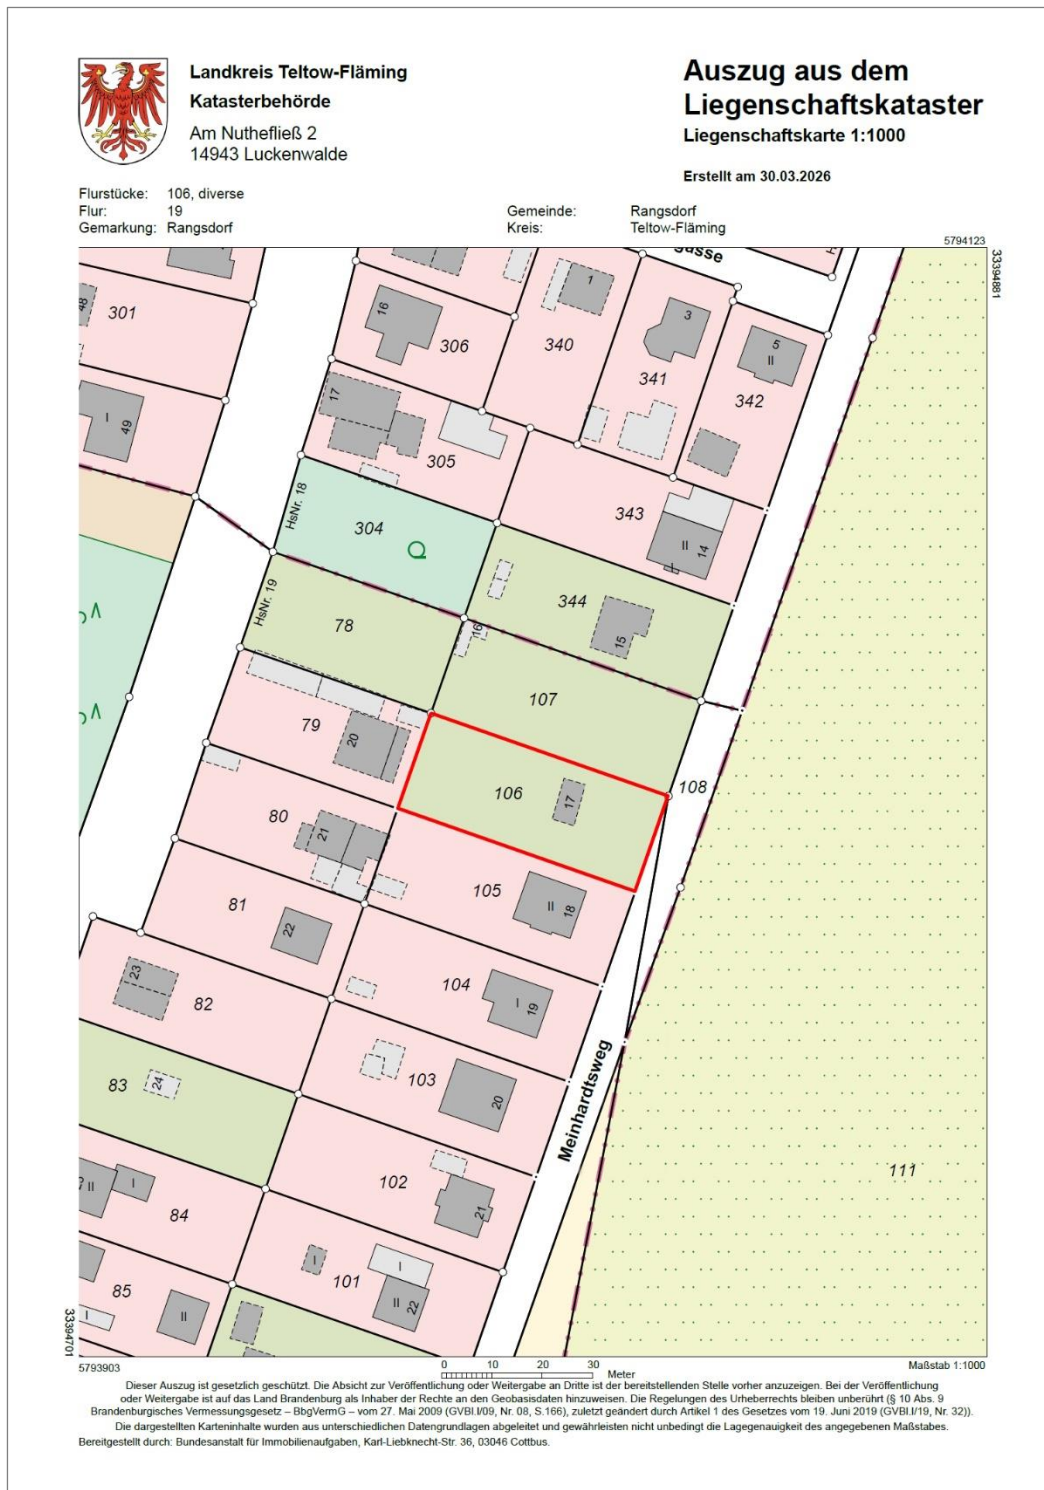 Landkreis Teltow-Fläming
Katasterbehörde
Am Nuthefließ 2
14943 Luckenwalde
Auszug aus dem
Liegenschaftskataster
Liegenschaftskarte 1:1000
Erstellt am 30.03.2026
Flurstücke: 106, diverse
Flur: 19
Gemarkung: Rangsdorf
Gemeinde: Rangsdorf
Kreis: Teltow-Fläming
5794123
33394881
gasse
301
48
16
306
1
340
3
341
5
II
342
I
49
17
305
343
II
14
HsNr. 18
304
344
15
HsNr. 19
78
16
107
79
20
106
17
108
80
21
105
II
18
81
22
104
I
19
23
82
103
20
83
24
Meinhardtsweg
102
21
111
II
I
84
101
I
I
II
22
85
I
II
33394701
5793903
0 10 20 30
Meter
Maßstab 1:1000
Dieser Auszug ist gesetzlich geschützt. Die Absicht zur Veröffentlichung oder Weitergabe an Dritte ist der bereitstellenden Stelle vorher anzuzeigen. Bei der Veröffentlichung
oder Weitergabe ist auf das Land Brandenburg als Inhaber der Rechte an den Geobasisdaten hinzuweisen. Die Regelungen des Urheberrechts bleiben unberührt (§ 10 Abs. 9
Brandenburgisches Vermessungsgesetz – BbgVermG – vom 27. Mai 2009 (GVBl.I/09, Nr. 08, S.166), zuletzt geändert durch Artikel 1 des Gesetzes vom 19. Juni 2019 (GVBl.I/19, Nr. 32)).
Die dargestellten Karteninhalte wurden aus unterschiedlichen Datengrundlagen abgeleitet und gewährleisten nicht unbedingt die Lagegenauigkeit des angegebenen Maßstabes.
Bereitgestellt durch: Bundesanstalt für Immobilienaufgaben, Karl-Liebknecht-Str. 36, 03046 Cottbus.